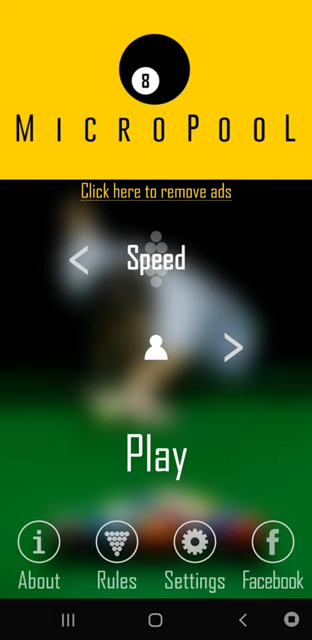 8
MICROPOOL
Click here to remove ads
Speed
Play
About Rules Settings Facebook